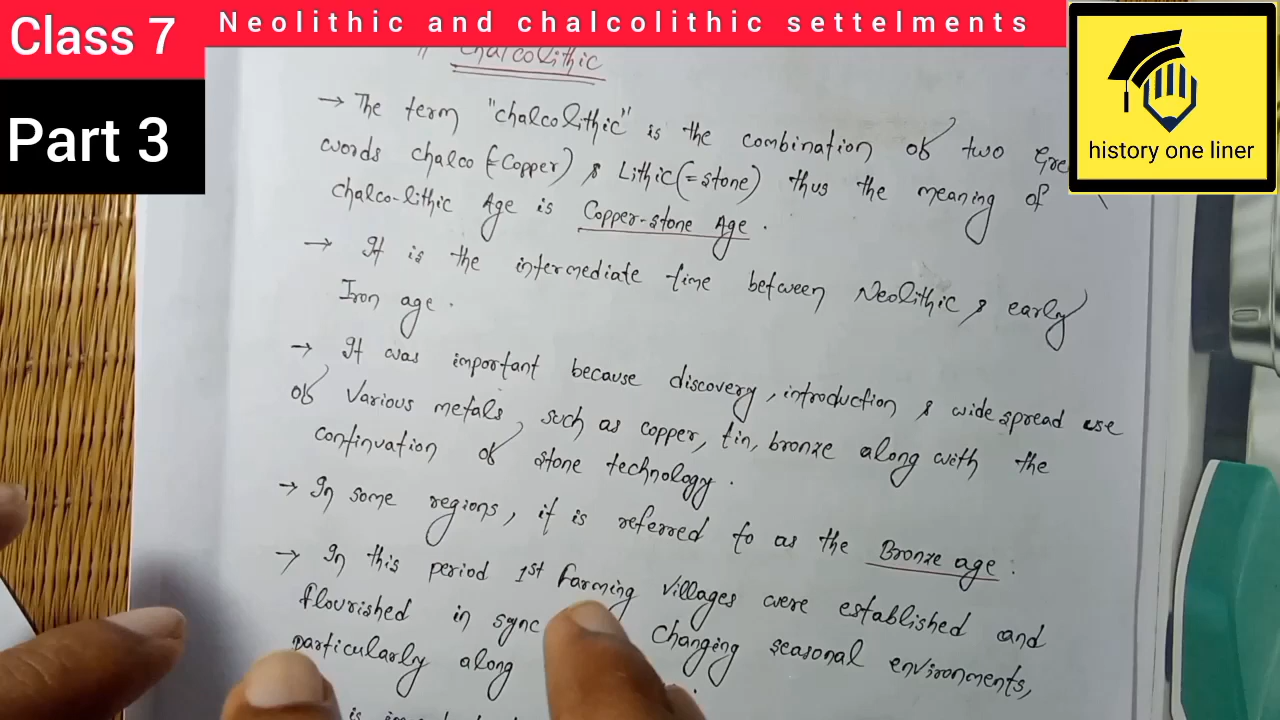 Class 7
Neolithic and chalcolithic settelments
Part 3
history one liner
Chalcolithic
→ The term "chalcolithic" is the combination of two
words chalco (=Copper) & Lithic (=stone) thus the meaning of
Chalco-lithic Age is Copper-stone Age.
→ It is the intermediate time between Neolithic & early
Iron age.
→ It was important because discovery, introduction & wide spread use
of various metals, such as copper, tin, bronze along with the
continuation of stone technology.
→ In some regions, it is referred to as the Bronze age.
→ In this period 1st farming villages were established and
flourished in sync changing seasonal environments,
particularly along
is